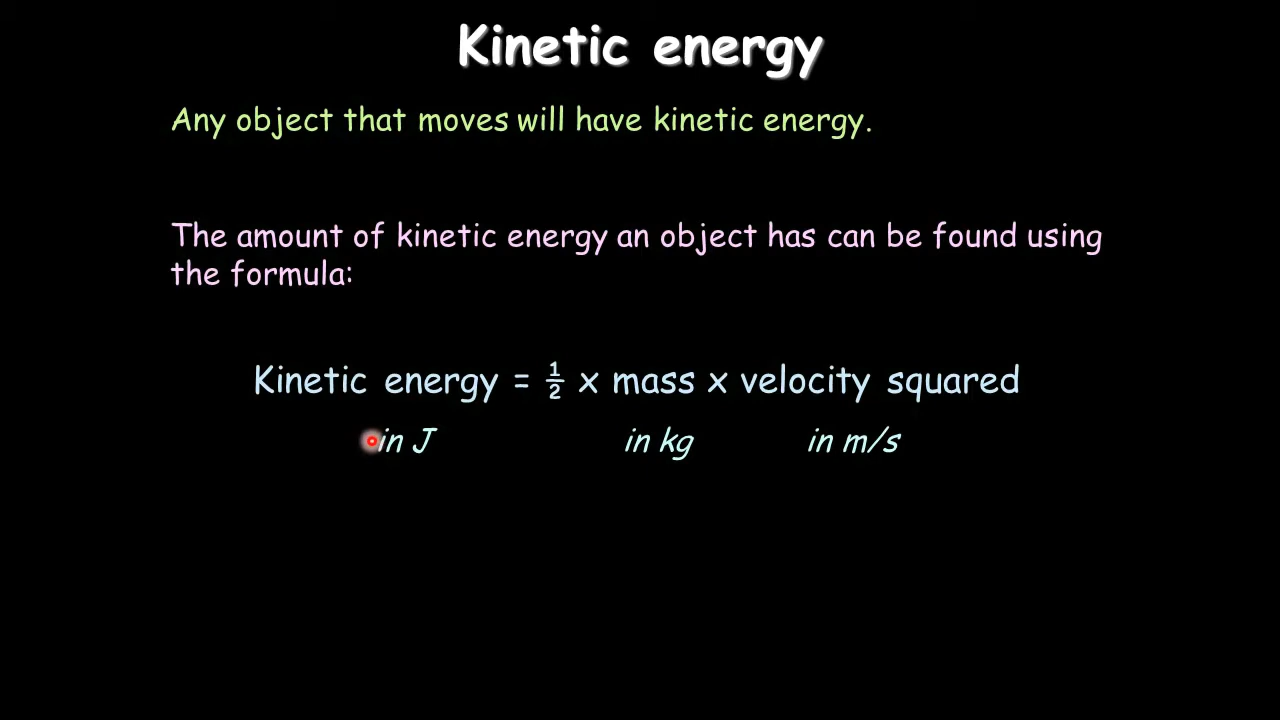 Kinetic energy
Any object that moves will have kinetic energy.
The amount of kinetic energy an object has can be found using
the formula:
Kinetic energy = ½ x mass x velocity squared
in J in kg in m/s